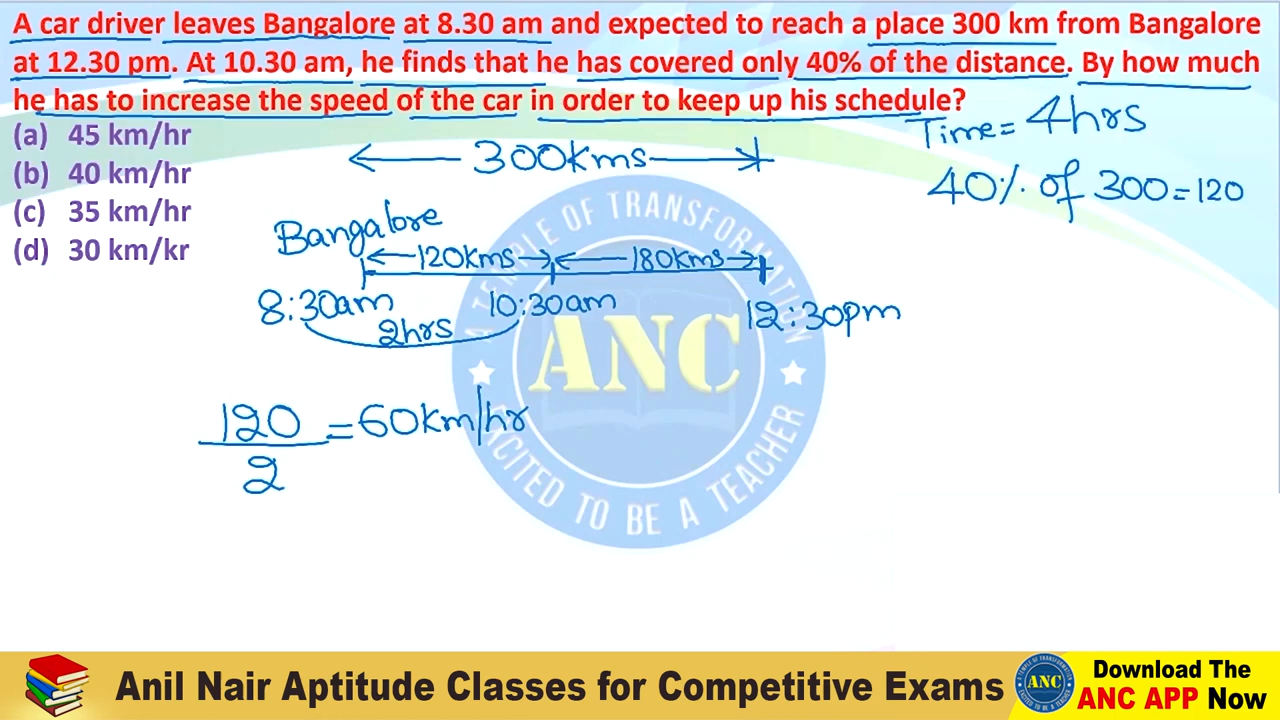 A car driver leaves Bangalore at 8.30 am and expected to reach a place 300 km from Bangalore
at 12.30 pm. At 10.30 am, he finds that he has covered only 40% of the distance. By how much
he has to increase the speed of the car in order to keep up his schedule?
(a) 45 km/hr
(b) 40 km/hr
(c) 35 km/hr
(d) 30 km/kr
Time = 4hrs
300Kms
40% of 300 = 120
Bangalore
120Kms 180Kms
8:30am 10:30am 12:30pm
2hrs
120
2
= 60Km/hr
A TEMPLE OF TRANSFORMATION
ANC
EXCITED TO BE A TEACHER
Anil Nair Aptitude Classes for Competitive Exams
ANC
Download The
ANC APP Now